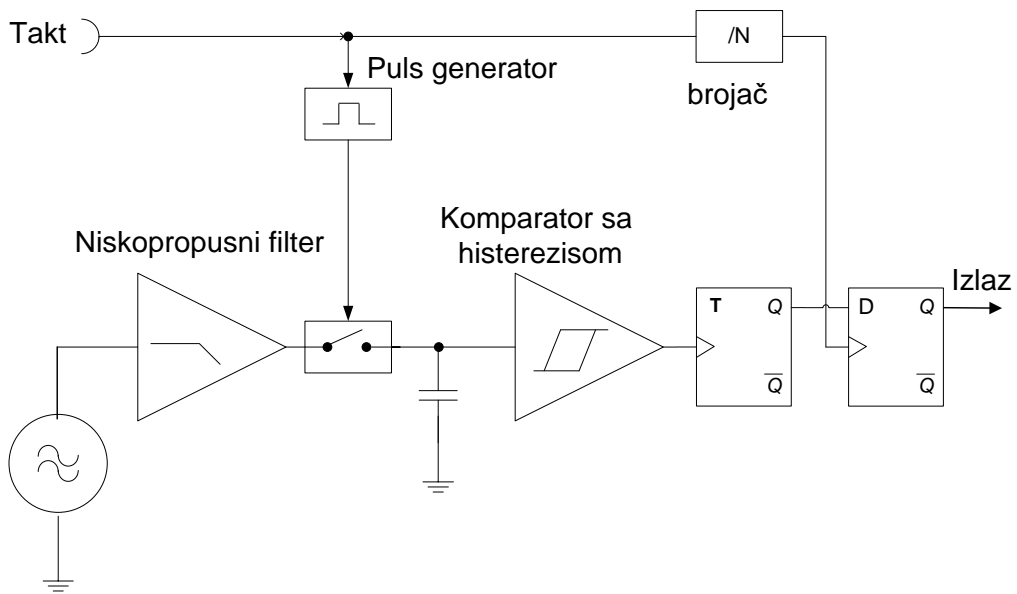 Takt
/N
Puls generator
brojač
Komparator sa
histerezisom
Niskopropusni filter
Izlaz
T Q
D Q
Q
Q